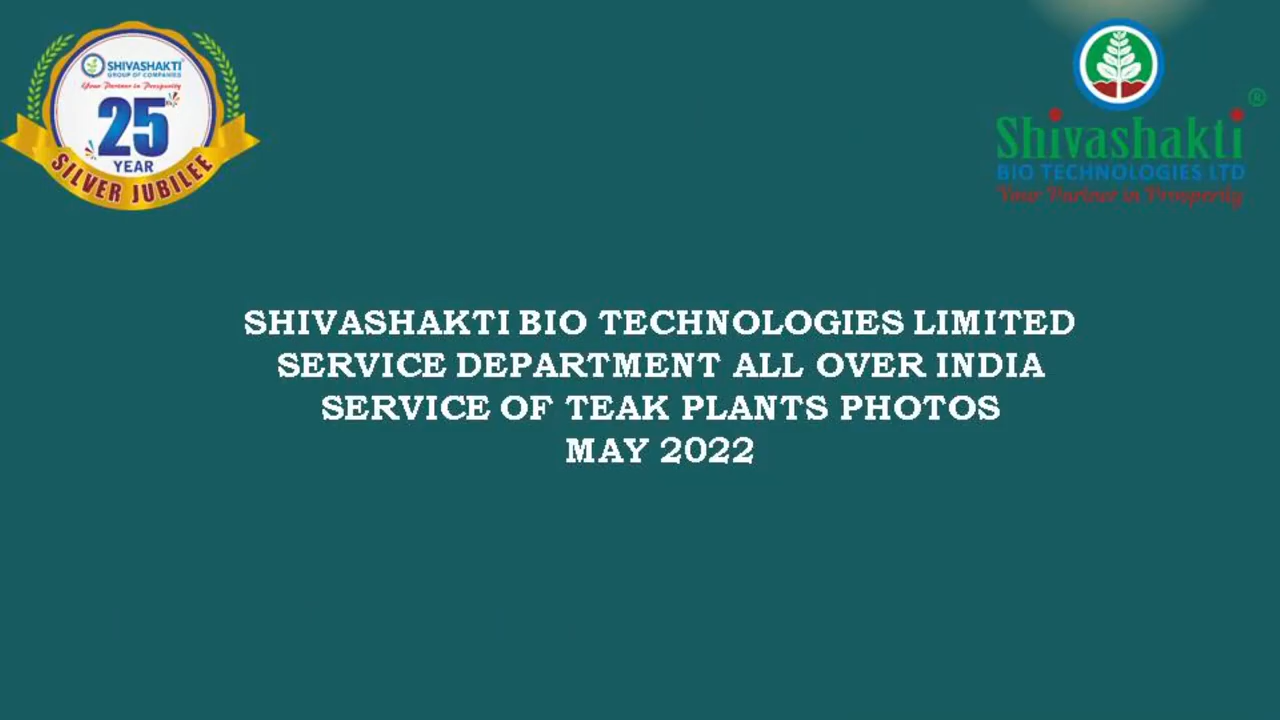 SHIVASHAKTI
GROUP OF COMPANIES
Your Partner in Prosperity
25
YEAR
SILVER JUBILEE
Shivashakti®
BIO TECHNOLOGIES LTD
Your Partner in Prosperity
SHIVASHAKTI BIO TECHNOLOGIES LIMITED
SERVICE DEPARTMENT ALL OVER INDIA
SERVICE OF TEAK PLANTS PHOTOS
MAY 2022